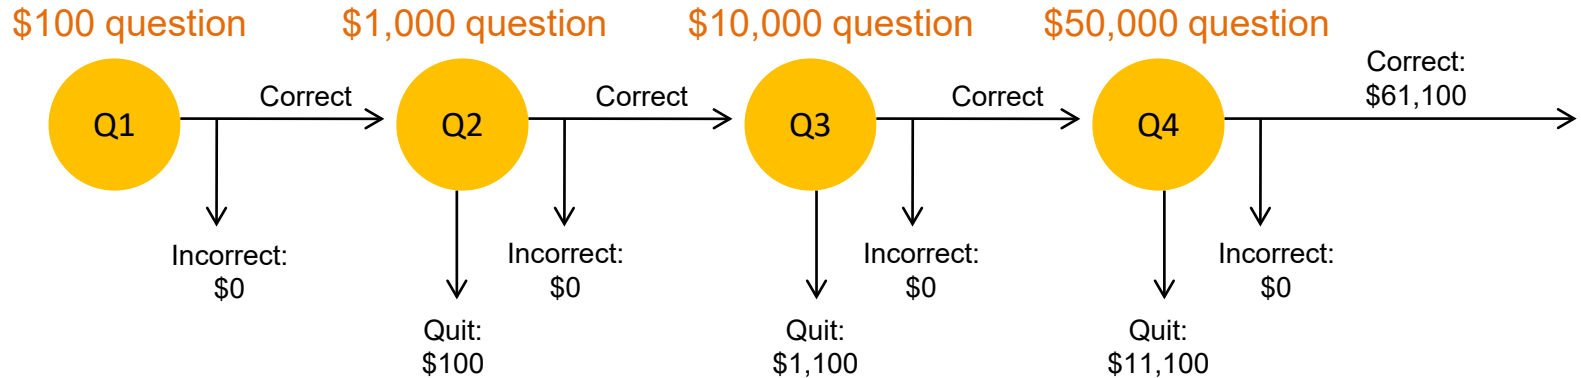 $100 question
$1,000 question
$10,000 question
$50,000 question
Q1
Correct
Q2
Correct
Q3
Correct
Q4
Correct:
$61,100
Incorrect:
$0
Incorrect:
$0
Incorrect:
$0
Incorrect:
$0
Quit:
$100
Quit:
$1,100
Quit:
$11,100